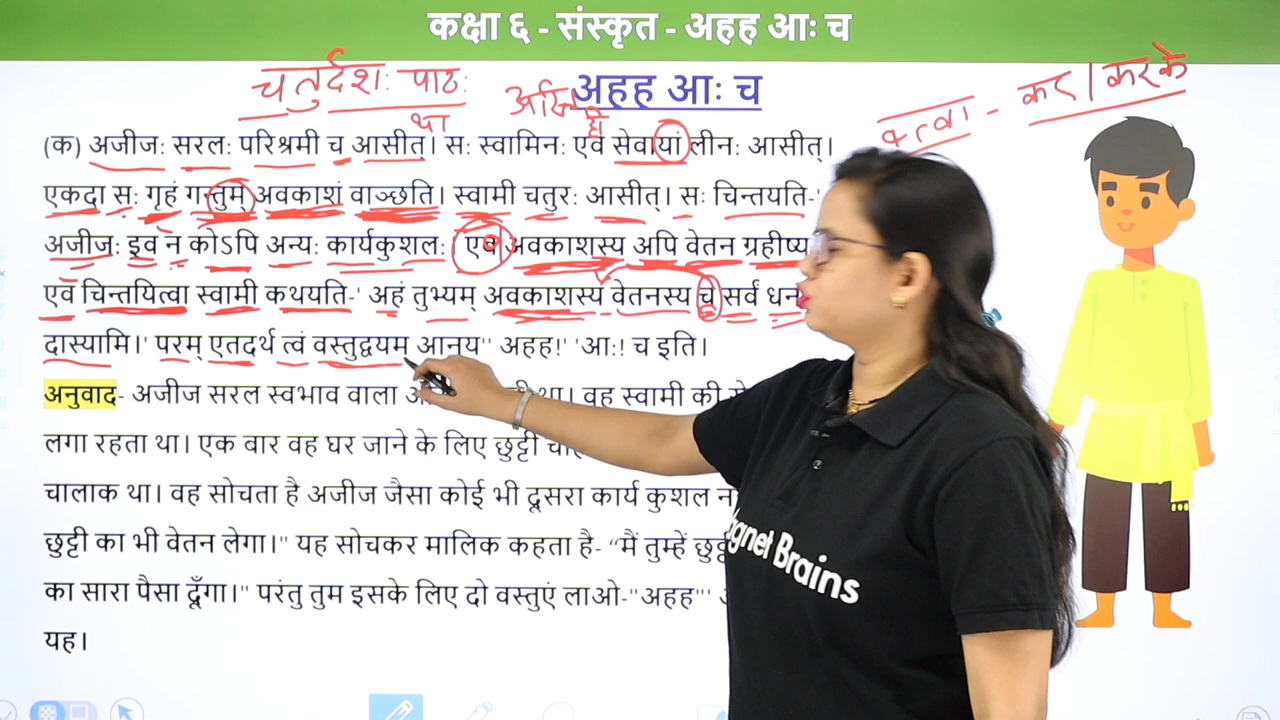 कक्षा ६ - संस्कृत - अहह आः च
चतुर्दशः पाठः
अहह आः च
क्त्वा - कर/करके
था
ही
(क) अजीजः सरलः परिश्रमी च आसीत्। सः स्वामिनः एव सेवायां लीनः आसीत्।
एकदा सः गृहं गन्तुम् अवकाशं वाञ्छति। स्वामी चतुरः आसीत्। सः चिन्तयति-'
अजीजः इव न कोऽपि अन्यः कार्यकुशलः। एष अवकाशस्य अपि वेतन ग्रहीष्य
एवं चिन्तयित्वा स्वामी कथयति-' अहं तुभ्यम् अवकाशस्य वेतनस्य च सर्वं धनं
दास्यामि।' परम् एतदर्थ त्वं वस्तुद्वयम आनय'' अहह!' 'आः! च इति।
अनुवाद- अजीज सरल स्वभाव वाला था। वह स्वामी की
लगा रहता था। एक बार वह घर जाने के लिए छुट्टी
चालाक था। वह सोचता है अजीज जैसा कोई भी दूसरा कार्य कुशल
छुट्टी का भी वेतन लेगा।" यह सोचकर मालिक कहता है- "मैं तुम्हें
का सारा पैसा दूँगा।" परंतु तुम इसके लिए दो वस्तुएं लाओ-"अहह"'
यह।
gnet Brains